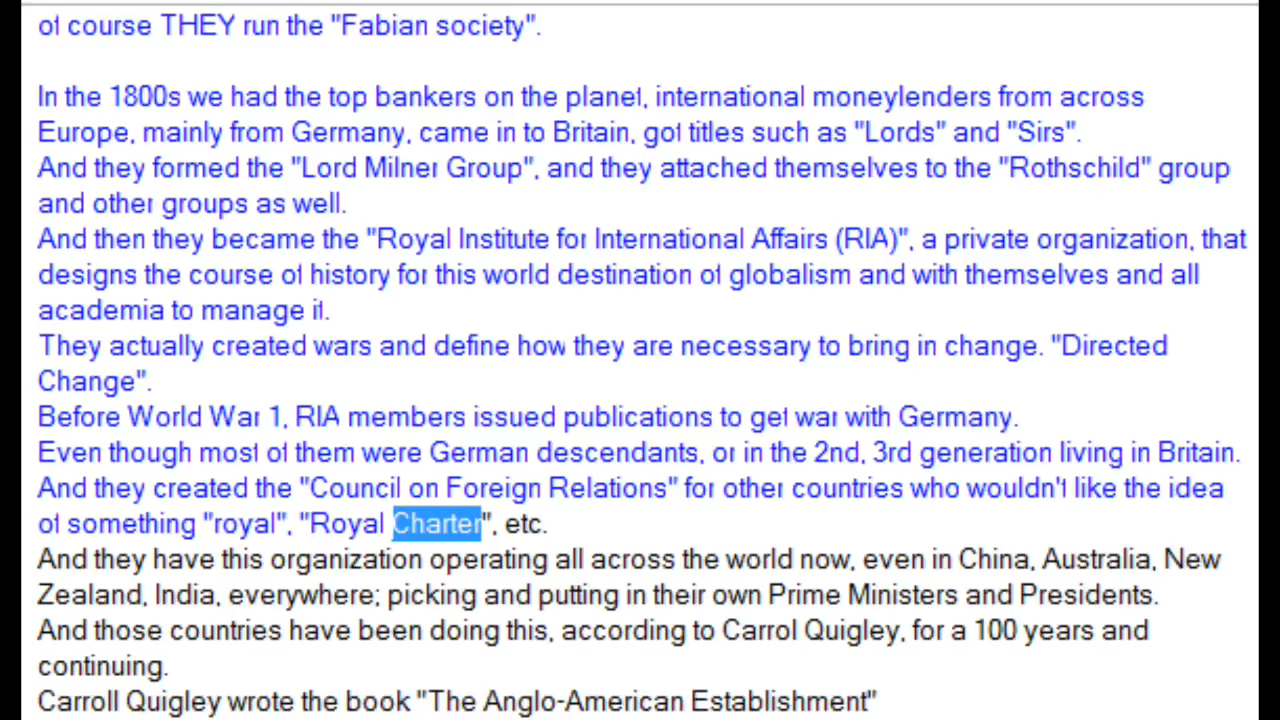 of course THEY run the "Fabian society".
In the 1800s we had the top bankers on the planet, international moneylenders from across
Europe, mainly from Germany, came in to Britain, got titles such as "Lords" and "Sirs".
And they formed the "Lord Milner Group", and they attached themselves to the "Rothschild" group
and other groups as well.
And then they became the "Royal Institute for International Affairs (RIA)", a private organization, that
designs the course of history for this world destination of globalism and with themselves and all
academia to manage it.
They actually created wars and define how they are necessary to bring in change. "Directed
Change".
Before World War 1, RIA members issued publications to get war with Germany.
Even though most of them were German descendants, or in the 2nd, 3rd generation living in Britain.
And they created the "Council on Foreign Relations" for other countries who wouldn't like the idea
of something "royal", "Royal Charter", etc.
And they have this organization operating all across the world now, even in China, Australia, New
Zealand, India, everywhere; picking and putting in their own Prime Ministers and Presidents.
And those countries have been doing this, according to Carrol Quigley, for a 100 years and
continuing.
Carroll Quigley wrote the book "The Anglo-American Establishment"